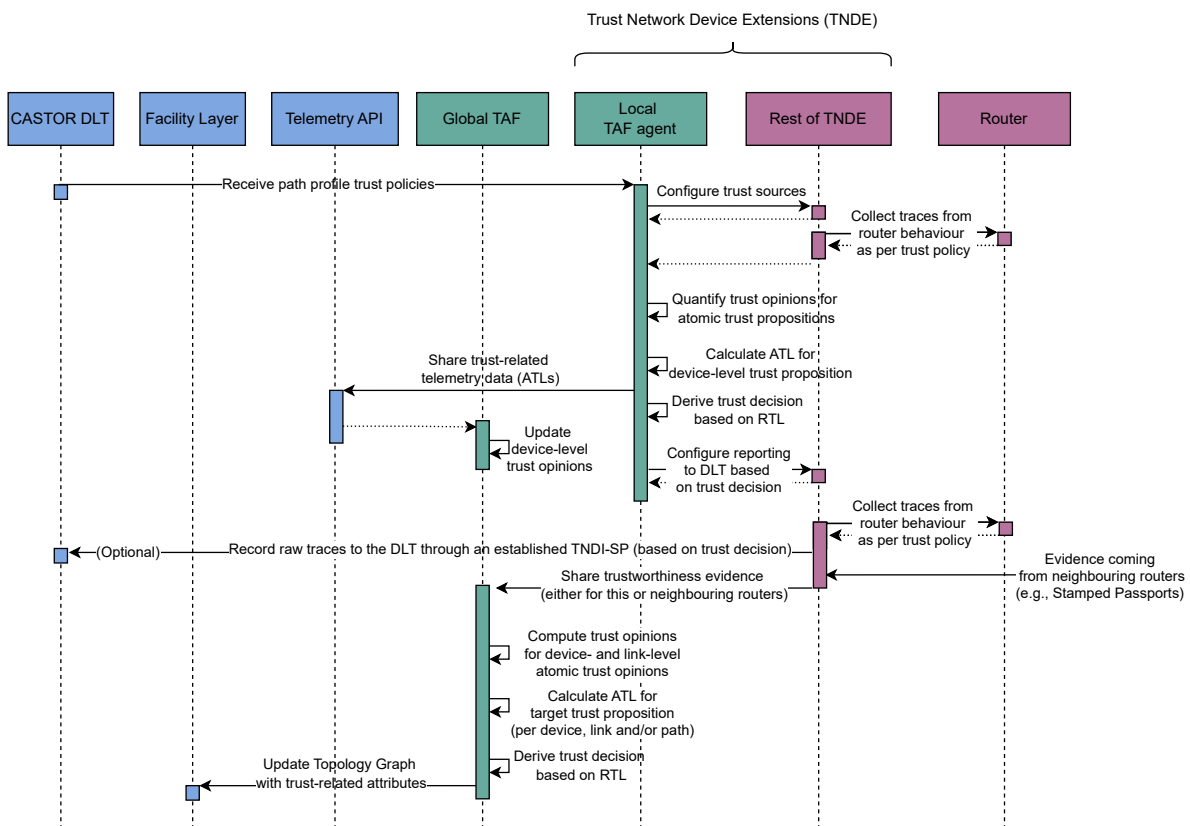 Trust Network Device Extensions (TNDE)
CASTOR DLT
Facility Layer
Telemetry API
Global TAF
Local
TAF agent
Rest of TNDE
Router
Receive path profile trust policies
Configure trust sources
Collect traces from
router behaviour
as per trust policy
Quantify trust opinions for
atomic trust propositions
Calculate ATL for
device-level trust proposition
Share trust-related
telemetry data (ATLs)
Derive trust decision
based on RTL
Update
device-level
trust opinions
Configure reporting
to DLT based
on trust decision
Collect traces from
router behaviour
as per trust policy
(Optional)
Record raw traces to the DLT through an established TNDI-SP (based on trust decision)
Evidence coming
from neighbouring routers
(e.g., Stamped Passports)
Share trustworthiness evidence
(either for this or neighbouring routers)
Compute trust opinions
for device- and link-level
atomic trust opinions
Calculate ATL for
target trust proposition
(per device, link and/or path)
Derive trust decision
based on RTL
Update Topology Graph
with trust-related attributes